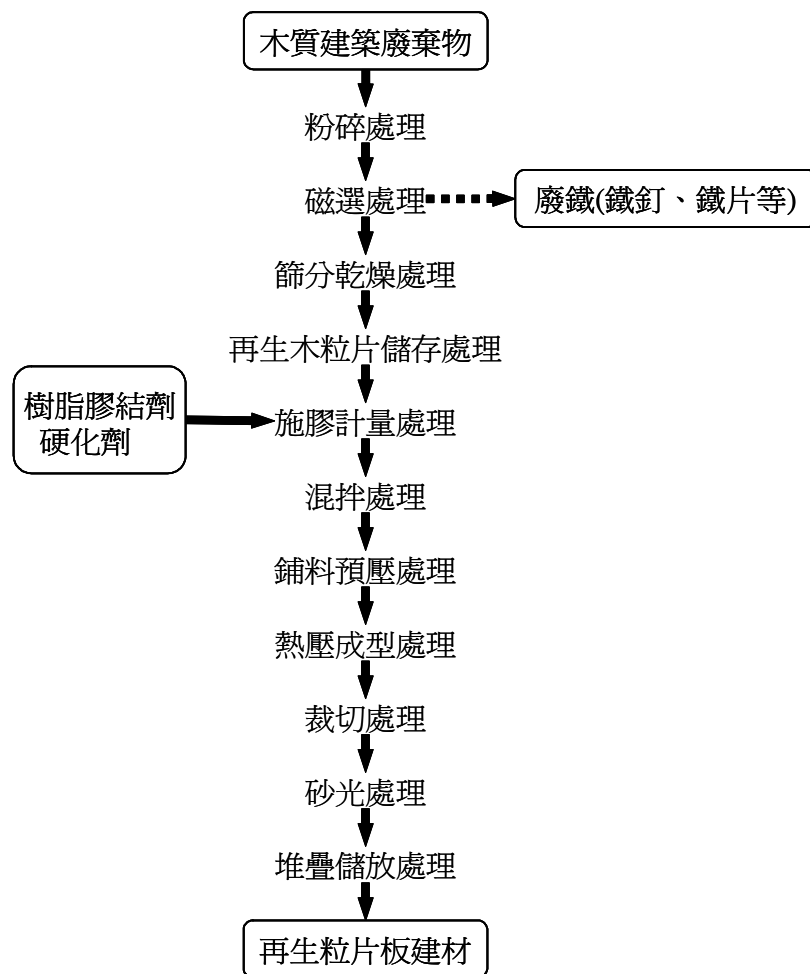 木質建築廢棄物
粉碎處理
磁選處理
廢鐵(鐵釘、鐵片等)
篩分乾燥處理
再生木粒片儲存處理
樹脂膠結劑
硬化劑
施膠計量處理
混拌處理
鋪料預壓處理
熱壓成型處理
裁切處理
砂光處理
堆疊儲放處理
再生粒片板建材